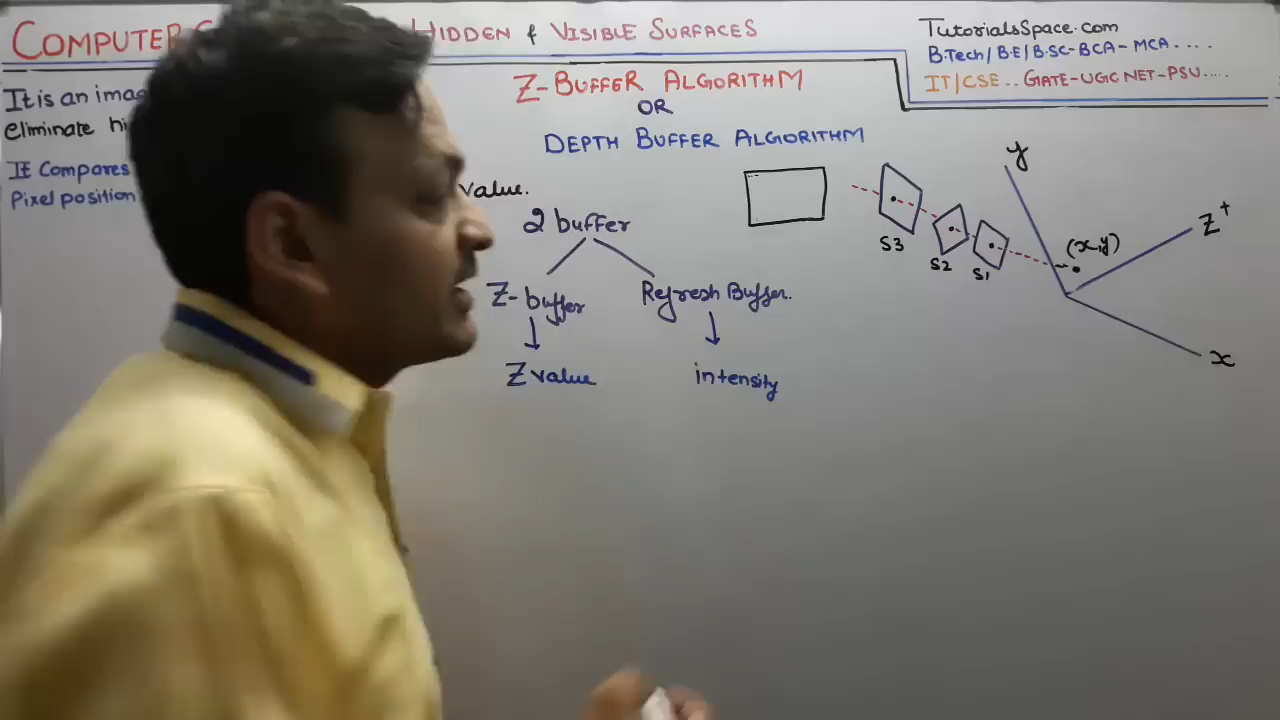 COMPUTER HIDDEN & VISIBLE SURFACES
TutorialsSpace.com
B.Tech/B.E/B.SC-BCA-MCA....
IT/CSE..GATE-UGC NET-PSU.....
Z-BUFFER ALGORITHM
OR
DEPTH BUFFER ALGORITHM
It is an
eliminate
It Compares
Pixel position
value.
2 buffer
Z-buffer
Refresh Buffer.
Z value
intensity
S3
S2
S1
y
(x,y)
Z+
x